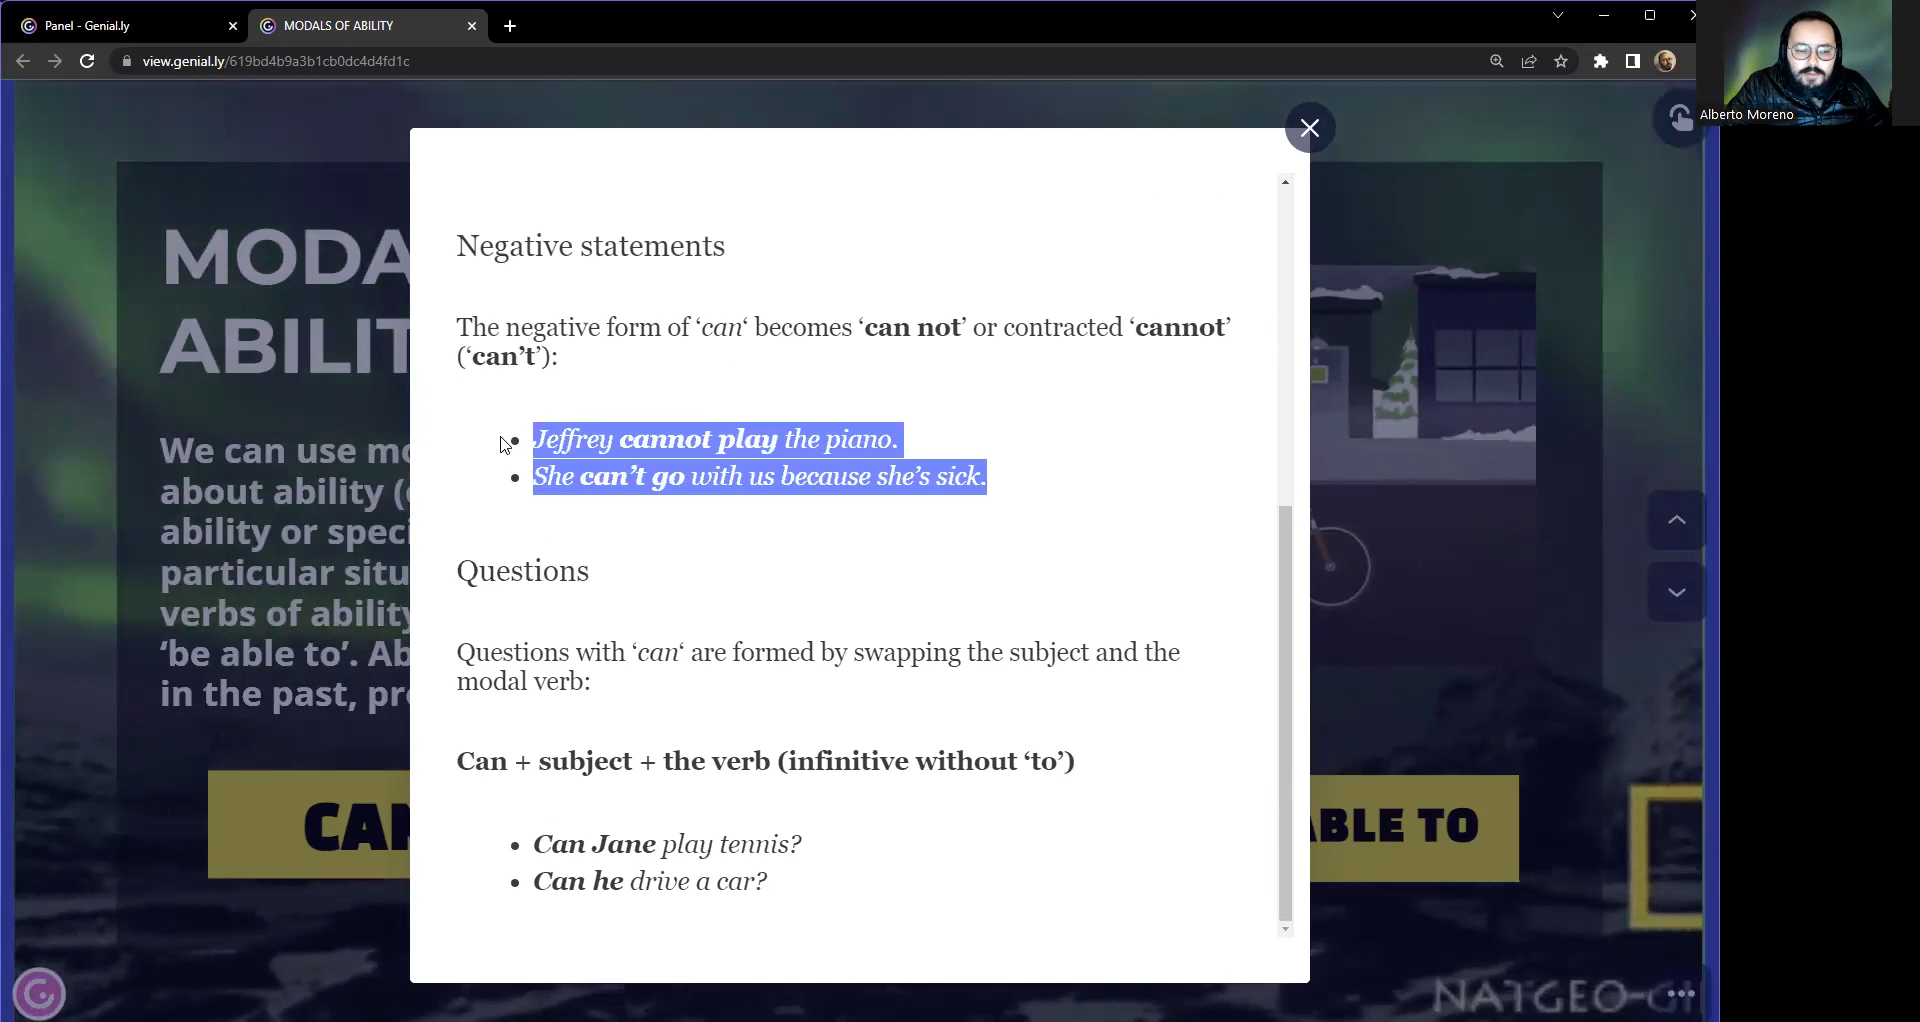 Panel - Genial.ly
MODALS OF ABILITY
view.genial.ly/619bd4b9a3b1cb0dc4d4fd1c
Alberto Moreno
MODA
ABILIT
We can use mo
about ability (
ability or speci
particular situ
verbs of ability
‘be able to’. Ab
in the past, pr
CAN
ABLE TO
Negative statements
The negative form of ‘can‘ becomes ‘can not’ or contracted ‘cannot’
(‘can’t’):
• Jeffrey cannot play the piano.
• She can’t go with us because she’s sick.
Questions
Questions with ‘can‘ are formed by swapping the subject and the
modal verb:
Can + subject + the verb (infinitive without ‘to’)
• Can Jane play tennis?
• Can he drive a car?
NATGEO-G